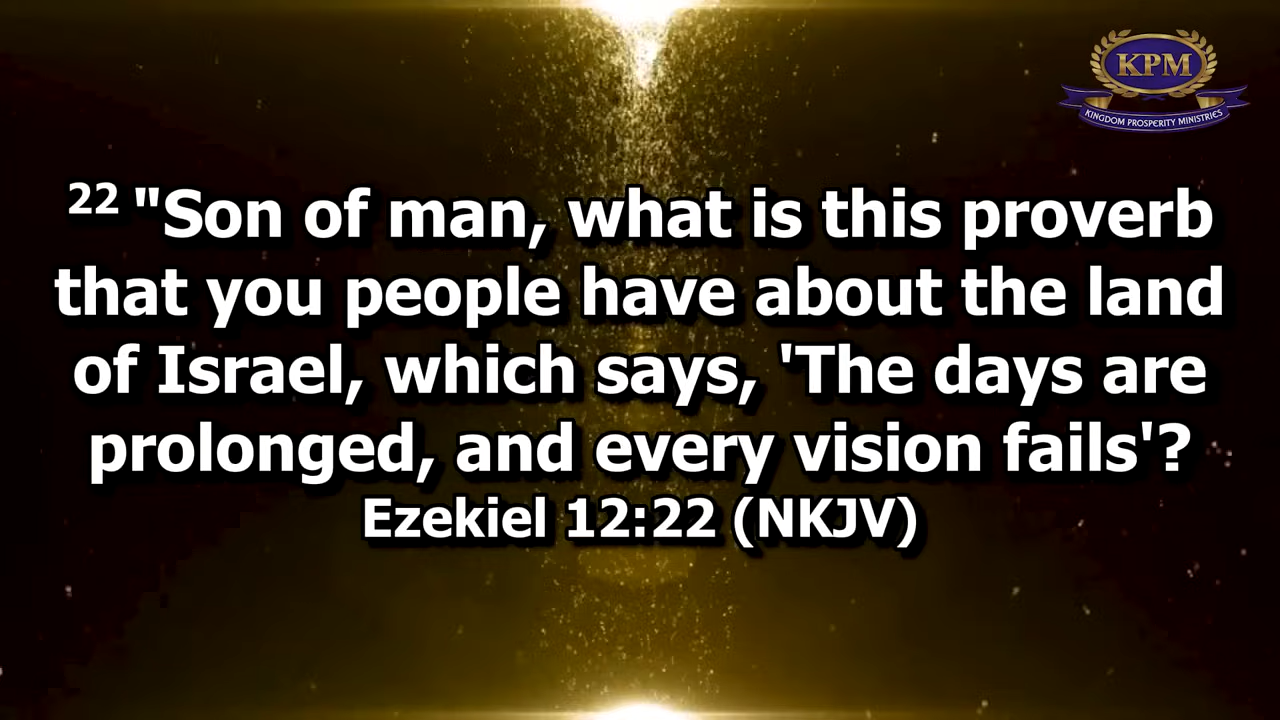 KPM
KINGDOM PROSPERITY MINISTRIES
22 "Son of man, what is this proverb
that you people have about the land
of Israel, which says, 'The days are
prolonged, and every vision fails'?
Ezekiel 12:22 (NKJV)